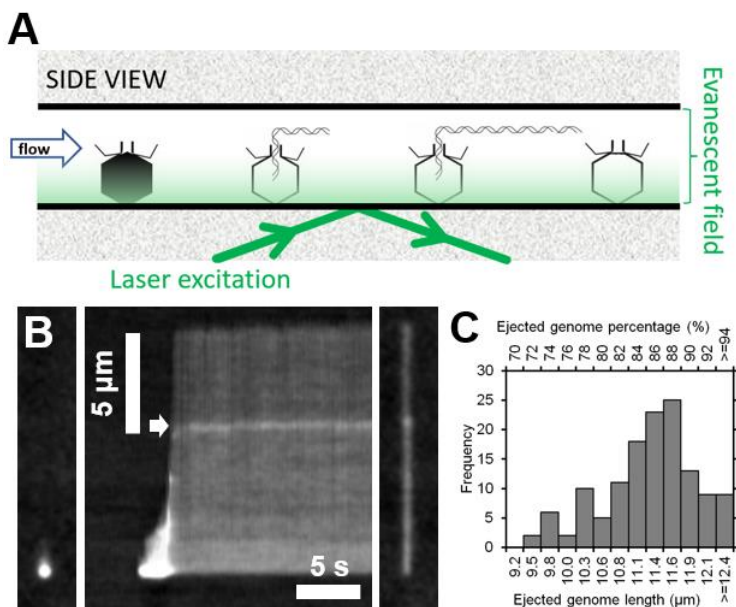 A
SIDE VIEW
flow
Evanescent field
Laser excitation
B
5 µm
5 s
C
Ejected genome percentage (%)
70 72 74 76 80 82 84 86 88 90 92 >=94
Frequency
30
25
20
15
10
5
0
9.2 9.5 9.8 10.0 10.3 10.6 10.8 11.1 11.4 11.6 11.9 12.1 >=12.4
Ejected genome length (µm)